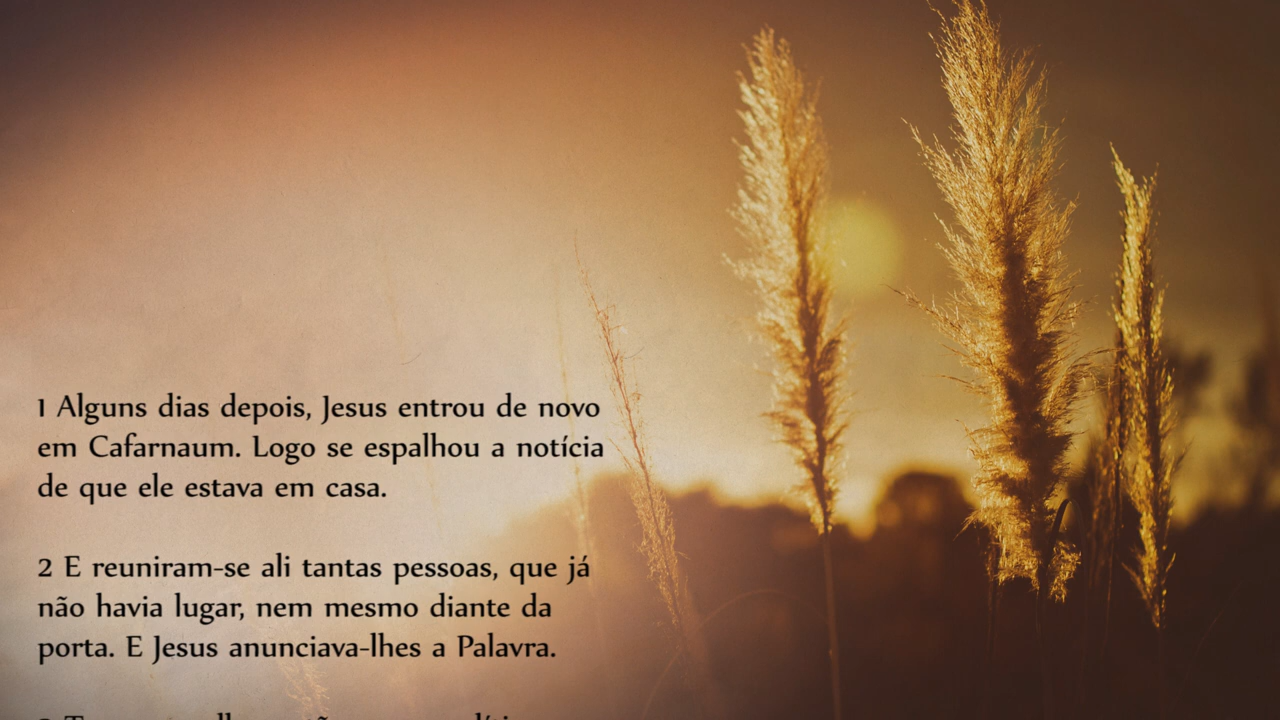 1 Alguns dias depois, Jesus entrou de novo
em Cafarnaum. Logo se espalhou a notícia
de que ele estava em casa.
2 E reuniram-se ali tantas pessoas, que já
não havia lugar, nem mesmo diante da
porta. E Jesus anunciava-lhes a Palavra.